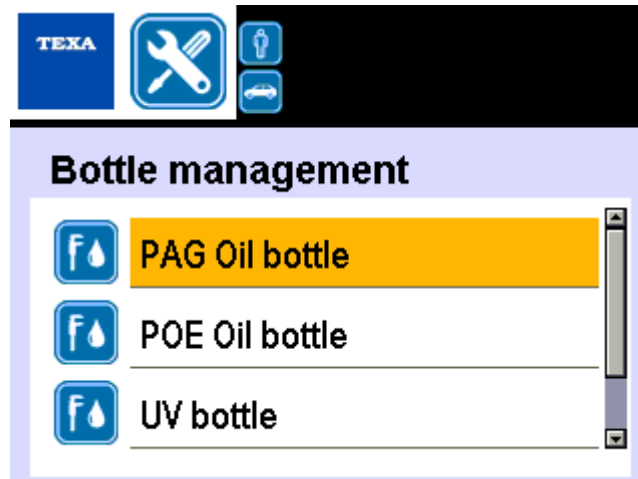 TEXA
Bottle management
PAG Oil bottle
POE Oil bottle
UV bottle